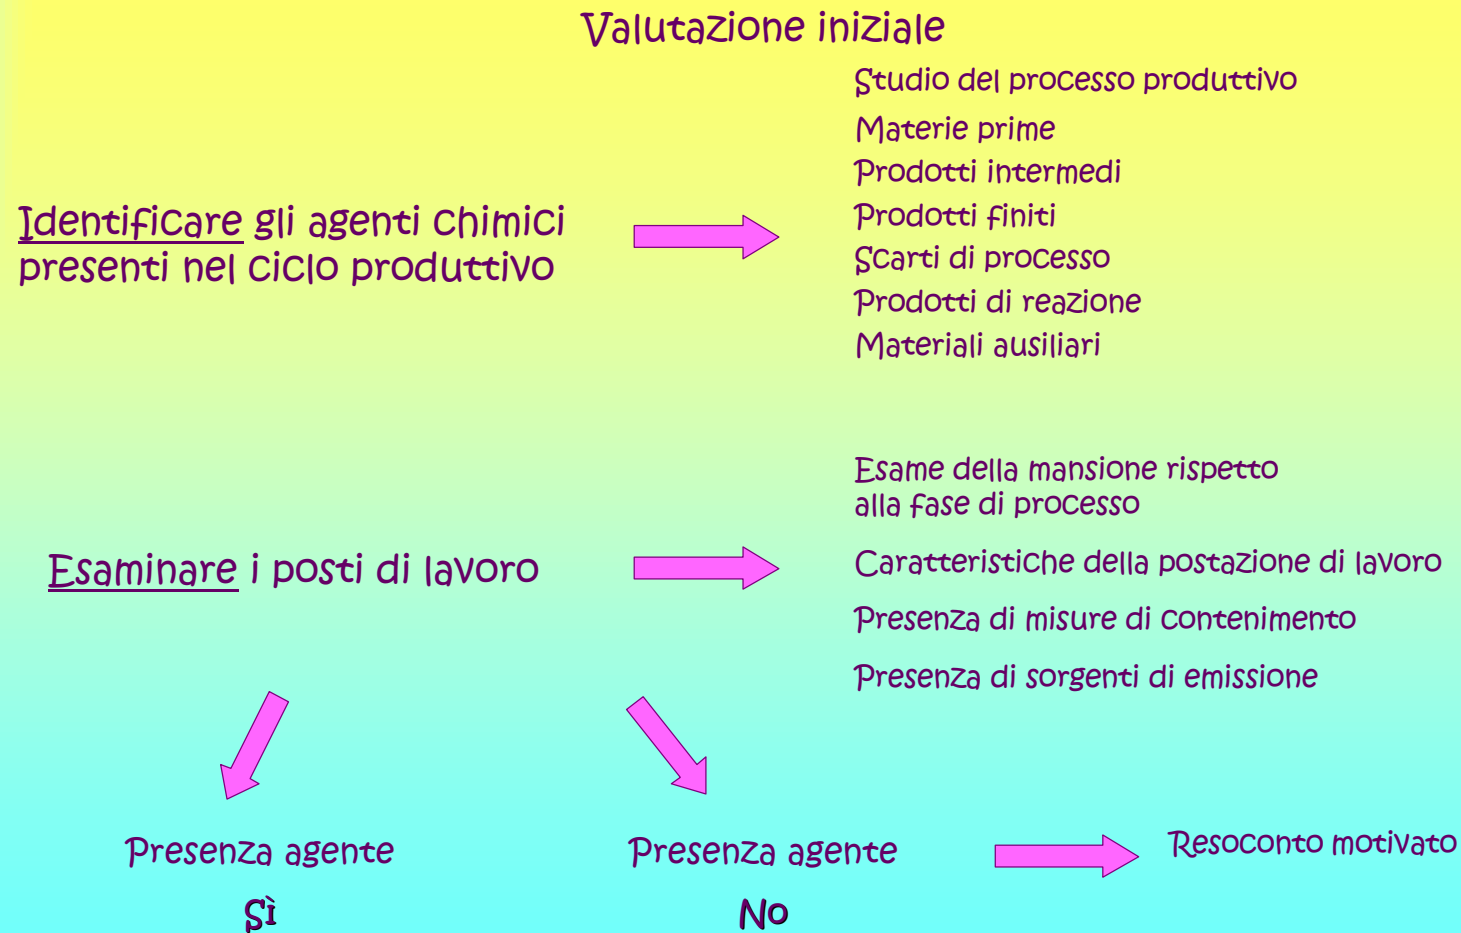 Valutazione iniziale
Identificare gli agenti chimici
presenti nel ciclo produttivo
Studio del processo produttivo
Materie prime
Prodotti intermedi
Prodotti finiti
Scarti di processo
Prodotti di reazione
Materiali ausiliari
Esaminare i posti di lavoro
Esame della mansione rispetto
alla fase di processo
Caratteristiche della postazione di lavoro
Presenza di misure di contenimento
Presenza di sorgenti di emissione
Presenza agente
Sì
Presenza agente
No
Resoconto motivato